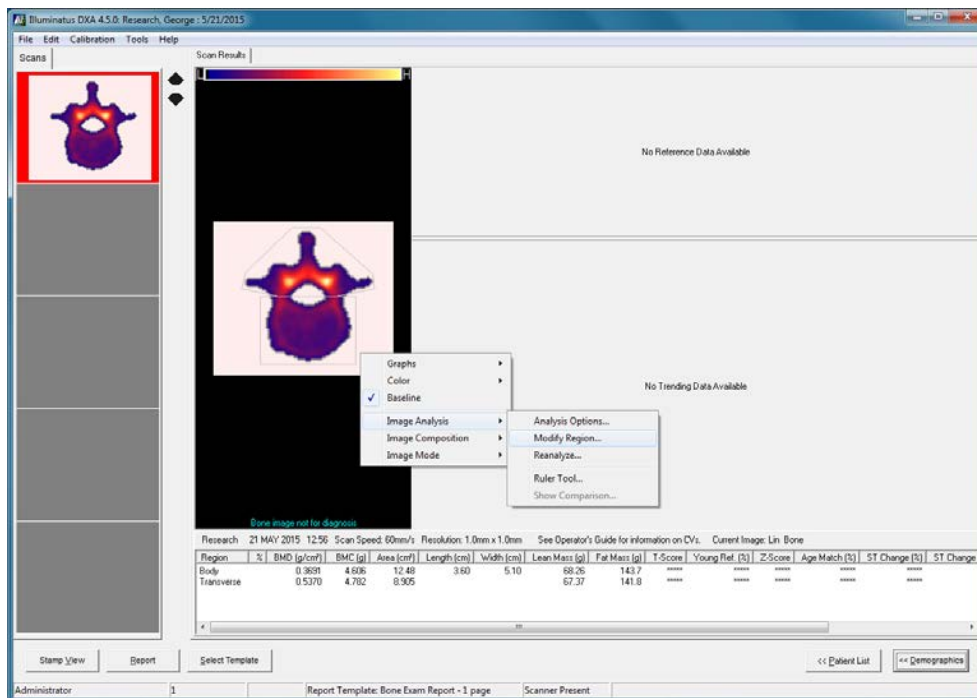 Illuminatus DXA 4.5.0: Research, George : 5/21/2015
File Edit Calibration Tools Help
Scans
Scan Results
L H
No Reference Data Available
Graphs
Color
Baseline
Image Analysis
Image Composition
Image Mode
Analysis Options...
Modify Region...
Reanalyze...
Ruler Tool...
Show Comparison...
No Trending Data Available
Bone image not for diagnosis
Research 21 MAY 2015 12:56 Scan Speed: 60mm/s Resolution: 1.0mm x 1.0mm See Operator's Guide for information on CVs. Current Image: Lin Bone
Region % BMD (g/cm²) BMC (g) Area (cm²) Length (cm) Width (cm) Lean Mass (g) Fat Mass (g) T-Score Young Ref. (%) Z-Score Age Match (%) ST Change (%) ST Change
Body 0.3691 4.606 12.48 3.60 5.10 68.26 143.7 ***** ***** ***** ***** *****
Transverse 0.5370 4.782 8.905 67.37 141.8 ***** ***** ***** ***** *****
Stamp View Report Select Template << Patient List << Demographics
Administrator 1 Report Template: Bone Exam Report - 1 page Scanner Present